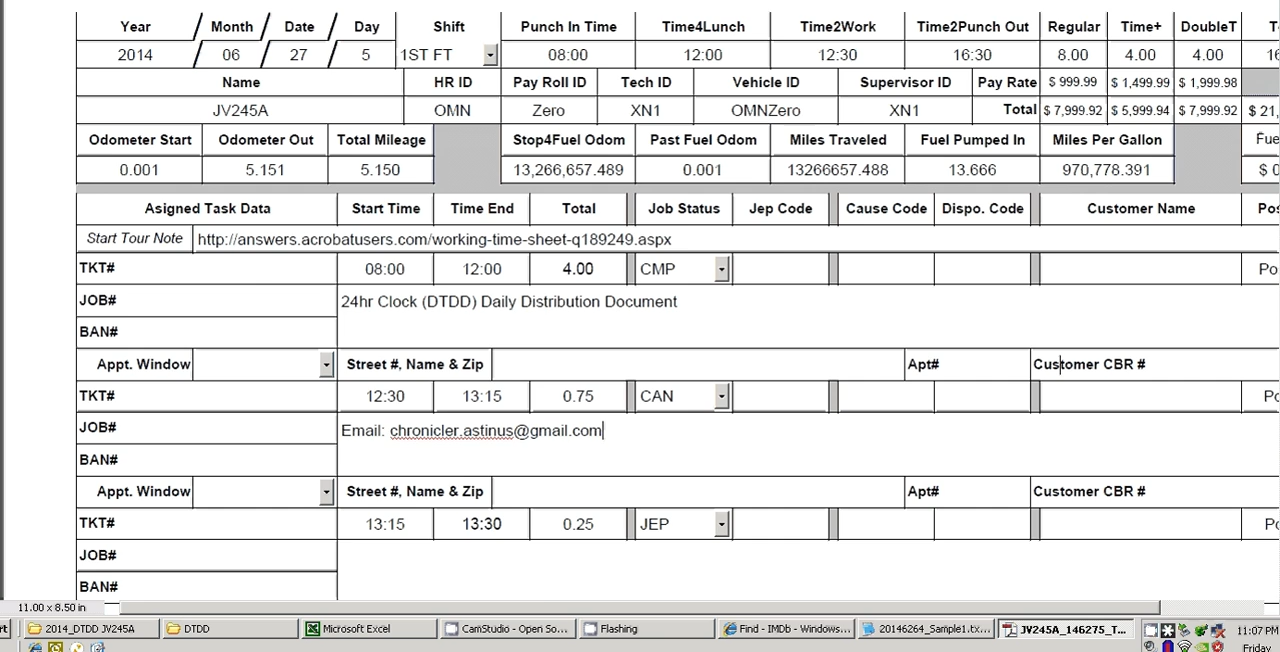 Year / Month / Date / Day Shift Punch In Time Time4Lunch Time2Work Time2Punch Out Regular Time+ DoubleT
2014 06 27 5 1ST FT 08:00 12:00 12:30 16:30 8.00 4.00 4.00 16
Name HR ID Pay Roll ID Tech ID Vehicle ID Supervisor ID Pay Rate $ 999.99 $ 1,499.99 $ 1,999.98
JV245A OMN Zero XN1 OMNZero XN1 Total $ 7,999.92 $ 5,999.94 $ 7,999.92 $ 21,
Odometer Start Odometer Out Total Mileage Stop4Fuel Odom Past Fuel Odom Miles Traveled Fuel Pumped In Miles Per Gallon Fue
0.001 5.151 5.150 13,266,657.489 0.001 13266657.488 13.666 970,778.391 $ 0
Asigned Task Data Start Time Time End Total Job Status Jep Code Cause Code Dispo. Code Customer Name Pos
Start Tour Note http://answers.acrobatusers.com/working-time-sheet-q189249.aspx
TKT# 08:00 12:00 4.00 CMP Po
JOB# 24hr Clock (DTDD) Daily Distribution Document
BAN#
Appt. Window Street #, Name & Zip Apt# Customer CBR #
TKT# 12:30 13:15 0.75 CAN Po
JOB# Email: chronicler.astinus@gmail.com
BAN#
Appt. Window Street #, Name & Zip Apt# Customer CBR #
TKT# 13:15 13:30 0.25 JEP Po
JOB#
BAN#
11.00 x 8.50 in
rt 2014_DTDD JV245A DTDD Microsoft Excel CamStudio - Open So... Flashing Find - IMDb - Windows... 20146264_Sample1.tx... JV245A_146275_T... 11:07 PM
Friday